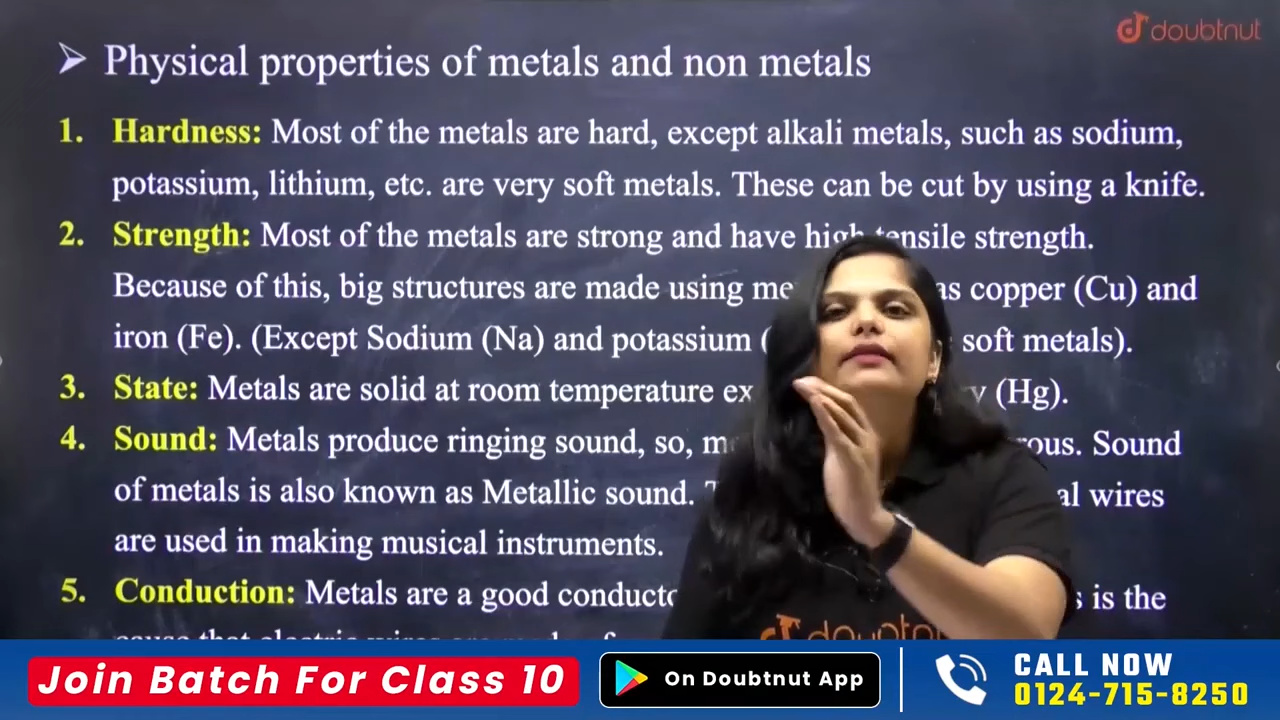 doubtnut
➤ Physical properties of metals and non metals
1. Hardness: Most of the metals are hard, except alkali metals, such as sodium,
potassium, lithium, etc. are very soft metals. These can be cut by using a knife.
2. Strength: Most of the metals are strong and have high tensile strength.
Because of this, big structures are made using as copper (Cu) and
iron (Fe). (Except Sodium (Na) and potassium soft metals).
3. State: Metals are solid at room temperature (Hg).
4. Sound: Metals produce ringing sound, so, Sound
of metals is also known as Metallic sound. wires
are used in making musical instruments.
5. Conduction: Metals are a good is the
doubtnut
Join Batch For Class 10
On Doubtnut App
CALL NOW
0124-715-8250